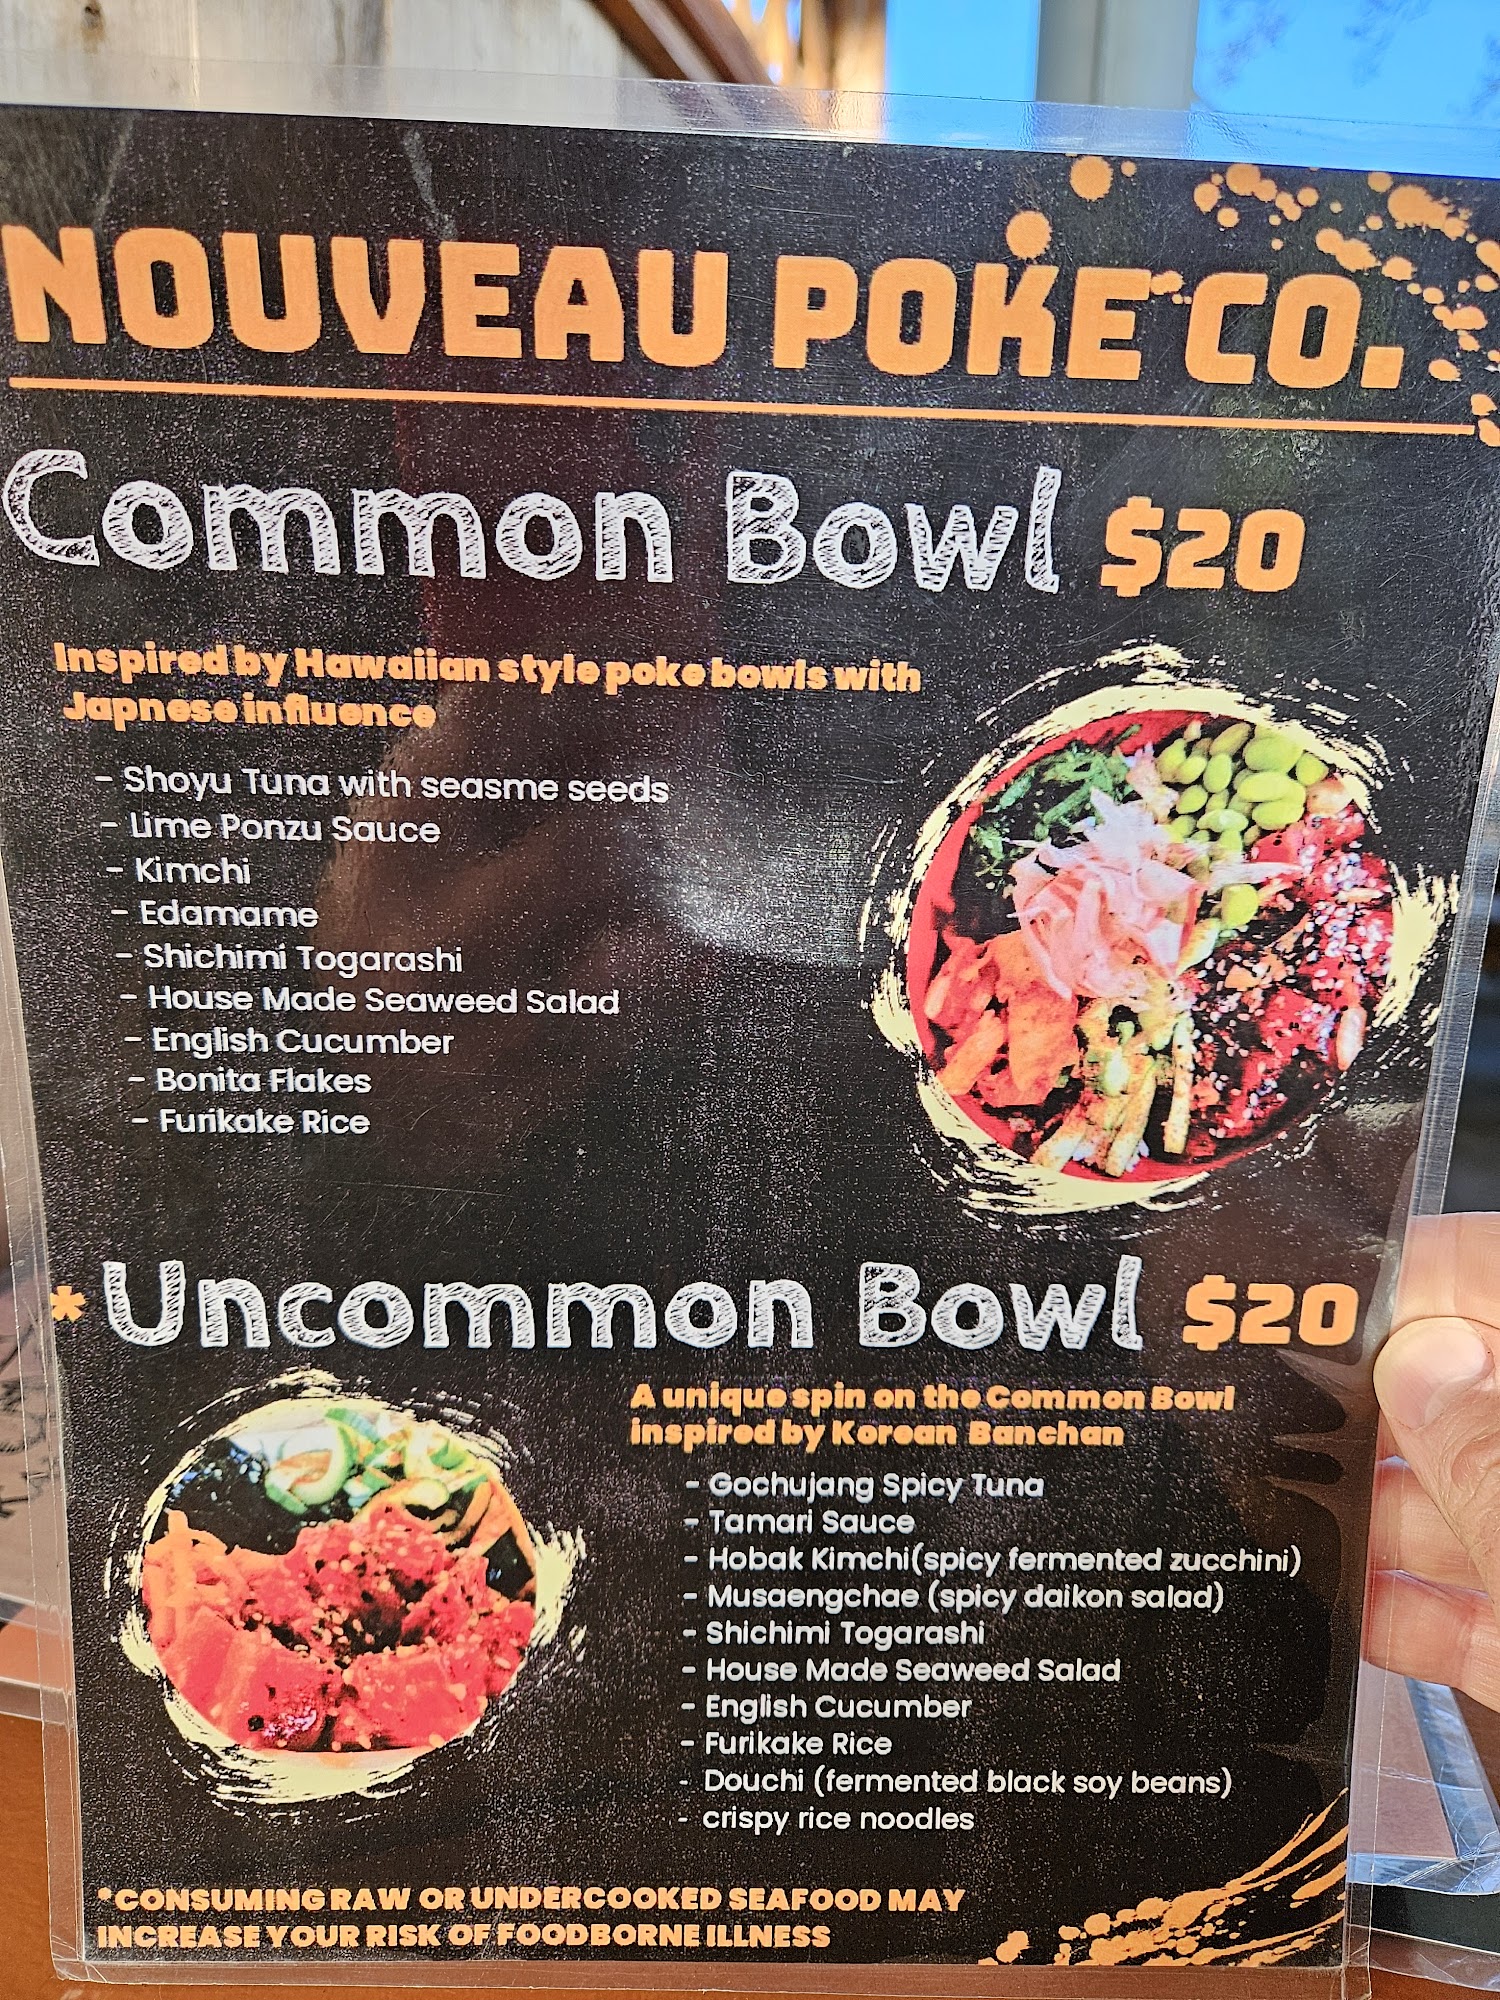 NOUVEAU POKE CO.
Common Bowl $20
Inspired by Hawaiian style poke bowls with
Japnese influence
- Shoyu Tuna with seasme seeds
- Lime Ponzu Sauce
- Kimchi
- Edamame
- Shichimi Togarashi
- House Made Seaweed Salad
- English Cucumber
- Bonita Flakes
- Furikake Rice
*Uncommon Bowl $20
A unique spin on the Common Bowl
inspired by Korean Banchan
- Gochujang Spicy Tuna
- Tamari Sauce
- Hobak Kimchi(spicy fermented zucchini)
- Musaengchae (spicy daikon salad)
- Shichimi Togarashi
- House Made Seaweed Salad
- English Cucumber
- Furikake Rice
- Douchi (fermented black soy beans)
- crispy rice noodles
*CONSUMING RAW OR UNDERCOOKED SEAFOOD MAY
INCREASE YOUR RISK OF FOODBORNE ILLNESS